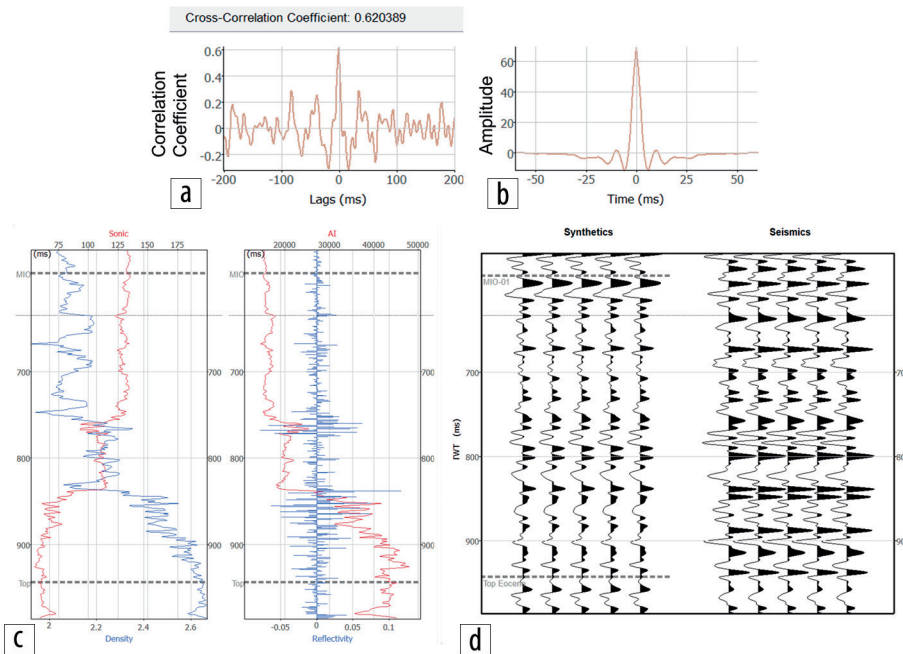 Cross-Correlation Coefficient: 0.620389
Correlation
Coefficient
0.6
0.4
0.2
0
-0.2
-200
-100
0
100
200
Lags (ms)
a
Amplitude
60
40
20
0
-50
-25
0
25
50
Time (ms)
b
Sonic
75 100 125 150 175
(ms)
MIO
700
800
900
Top
2 2.2 2.4 2.6
Density
c
AI
20000 30000 40000 50000
MIO
700
800
900
Top
-0.05 0 0.05 0.1
Reflectivity
Synthetics
Seismics
MIO-01
TWT (ms)
700
800
900
Top Eocene
700
800
900
d